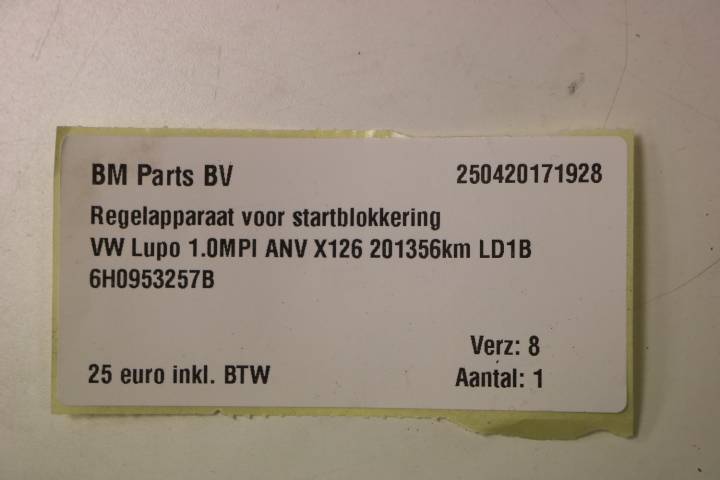 BM Parts BV 250420171928
Regelapparaat voor startblokkering
VW Lupo 1.0MPI ANV X126 201356km LD1B
6H0953257B
Verz: 8
25 euro inkl. BTW Aantal: 1